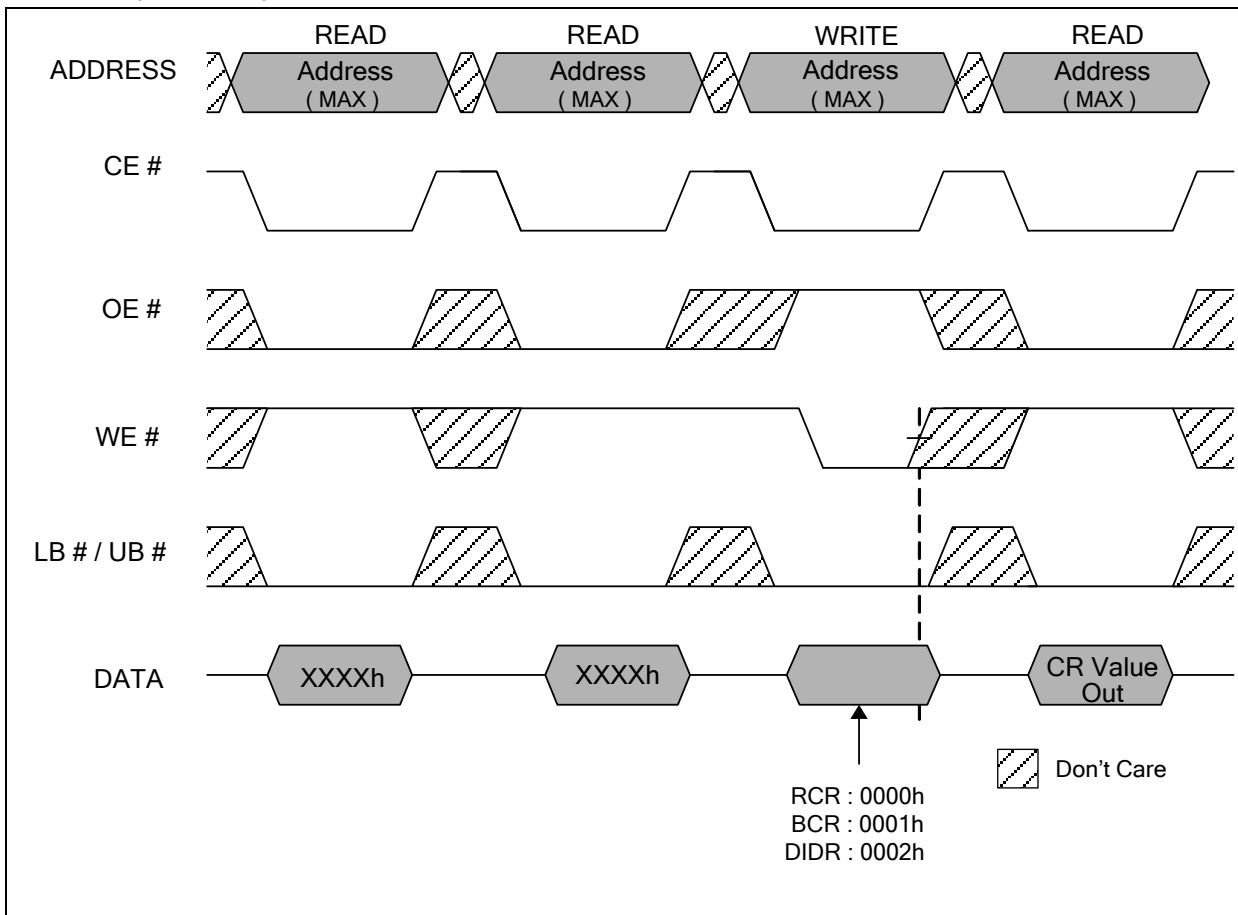 READ READ WRITE READ
ADDRESS Address Address Address Address
( MAX ) ( MAX ) ( MAX ) ( MAX )
CE #
OE #
WE #
LB # / UB #
DATA XXXXh XXXXh CR Value
Out
Don't Care
RCR : 0000h
BCR : 0001h
DIDR : 0002h